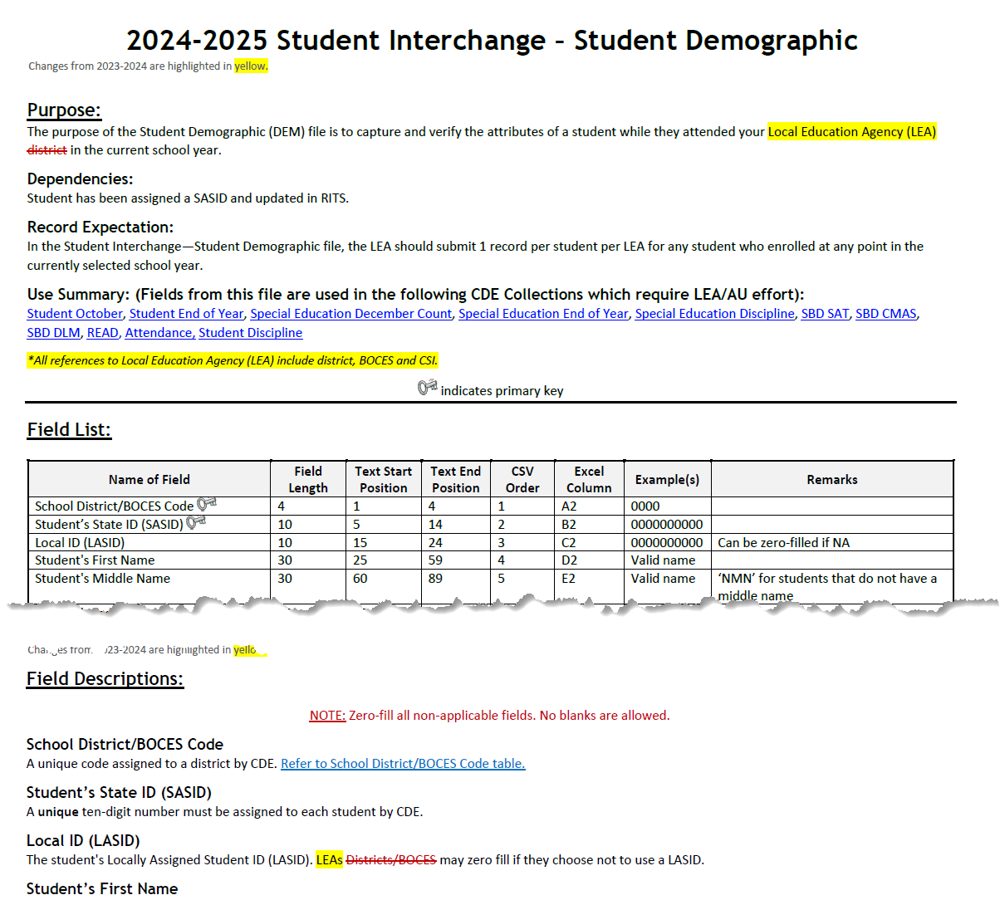 2024-2025 Student Interchange – Student Demographic
Changes from 2023-2024 are highlighted in yellow.
Purpose:
The purpose of the Student Demographic (DEM) file is to capture and verify the attributes of a student while they attended your Local Education Agency (LEA)
district in the current school year.
Dependencies:
Student has been assigned a SASID and updated in RITS.
Record Expectation:
In the Student Interchange—Student Demographic file, the LEA should submit 1 record per student per LEA for any student who enrolled at any point in the
currently selected school year.
Use Summary: (Fields from this file are used in the following CDE Collections which require LEA/AU effort):
Student October, Student End of Year, Special Education December Count, Special Education End of Year, Special Education Discipline, SBD SAT, SBD CMAS,
SBD DLM, READ, Attendance, Student Discipline
*All references to Local Education Agency (LEA) include district, BOCES and CSI.
indicates primary key
Field List:
Name of Field Field Length Text Start Position Text End Position CSV Order Excel Column Example(s) Remarks
School District/BOCES Code 4 1 4 1 A2 0000
Student’s State ID (SASID) 10 5 14 2 B2 0000000000
Local ID (LASID) 10 15 24 3 C2 0000000000 Can be zero-filled if NA
Student's First Name 30 25 59 4 D2 Valid name
Student's Middle Name 30 60 89 5 E2 Valid name ‘NMN’ for students that do not have a
middle name
23-2024 are highlighted in
Field Descriptions:
NOTE: Zero-fill all non-applicable fields. No blanks are allowed.
School District/BOCES Code
A unique code assigned to a district by CDE. Refer to School District/BOCES Code table.
Student’s State ID (SASID)
A unique ten-digit number must be assigned to each student by CDE.
Local ID (LASID)
The student's Locally Assigned Student ID (LASID). LEAs Districts/BOCES may zero fill if they choose not to use a LASID.
Student’s First Name